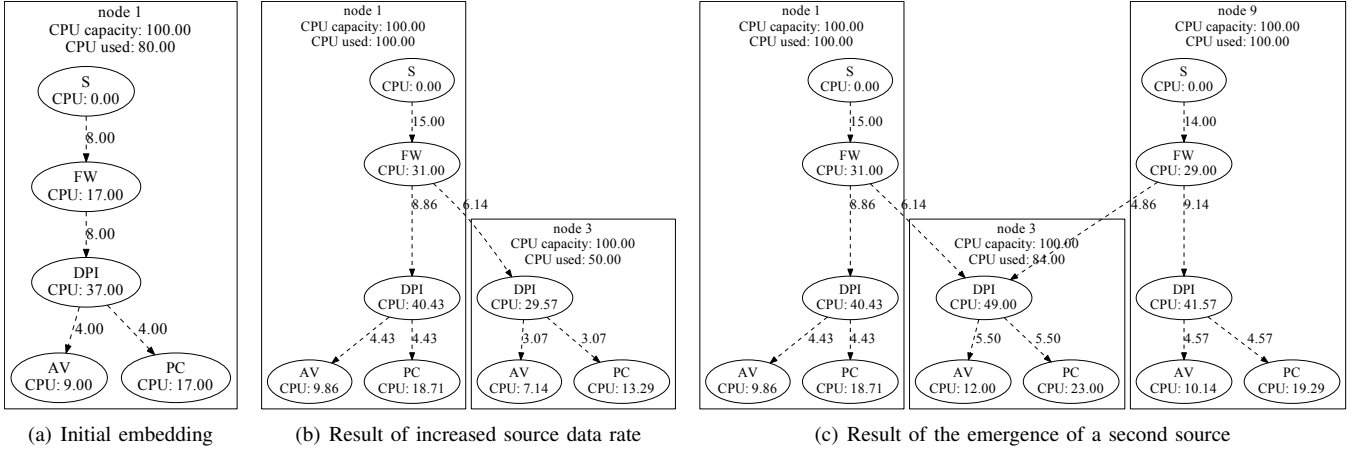 node 1
CPU capacity: 100.00
CPU used: 80.00
S
CPU: 0.00
8.00
FW
CPU: 17.00
8.00
DPI
CPU: 37.00
4.00
4.00
AV
CPU: 9.00
PC
CPU: 17.00
(a) Initial embedding
node 1
CPU capacity: 100.00
CPU used: 100.00
S
CPU: 0.00
15.00
FW
CPU: 31.00
8.86
6.14
node 3
CPU capacity: 100.00
CPU used: 50.00
DPI
CPU: 40.43
DPI
CPU: 29.57
4.43
4.43
3.07
3.07
AV
CPU: 9.86
PC
CPU: 18.71
AV
CPU: 7.14
PC
CPU: 13.29
(b) Result of increased source data rate
node 1
CPU capacity: 100.00
CPU used: 100.00
node 9
CPU capacity: 100.00
CPU used: 100.00
S
CPU: 0.00
S
CPU: 0.00
15.00
14.00
FW
CPU: 31.00
FW
CPU: 29.00
8.86
6.14
4.86
9.14
node 3
CPU capacity: 100.00
CPU used: 84.00
DPI
CPU: 40.43
DPI
CPU: 49.00
DPI
CPU: 41.57
4.43
4.43
5.50
5.50
4.57
4.57
AV
CPU: 9.86
PC
CPU: 18.71
AV
CPU: 12.00
PC
CPU: 23.00
AV
CPU: 10.14
PC
CPU: 19.29
(c) Result of the emergence of a second source